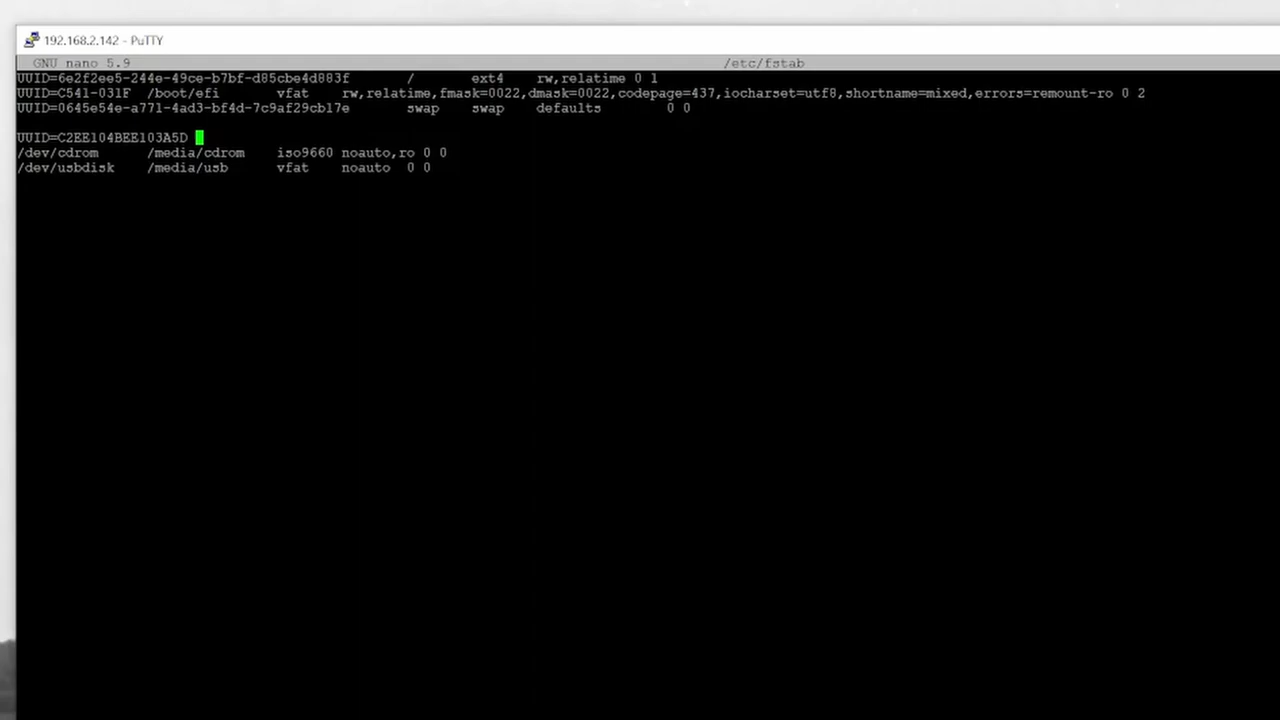 192.168.2.142 - PuTTY
GNU nano 5.9 /etc/fstab
UUID=6e2f2ee5-244e-49ce-b7bf-d85cbe4d883f / ext4 rw,relatime 0 1
UUID=C541-031F /boot/efi vfat rw,relatime,fmask=0022,dmask=0022,codepage=437,iocharset=utf8,shortname=mixed,errors=remount-ro 0 2
UUID=0645e54e-a771-4ad3-bf4d-7c9af29cb17e swap swap defaults 0 0
UUID=C2EE104BEE103A5D
/dev/cdrom /media/cdrom iso9660 noauto,ro 0 0
/dev/usbdisk /media/usb vfat noauto 0 0